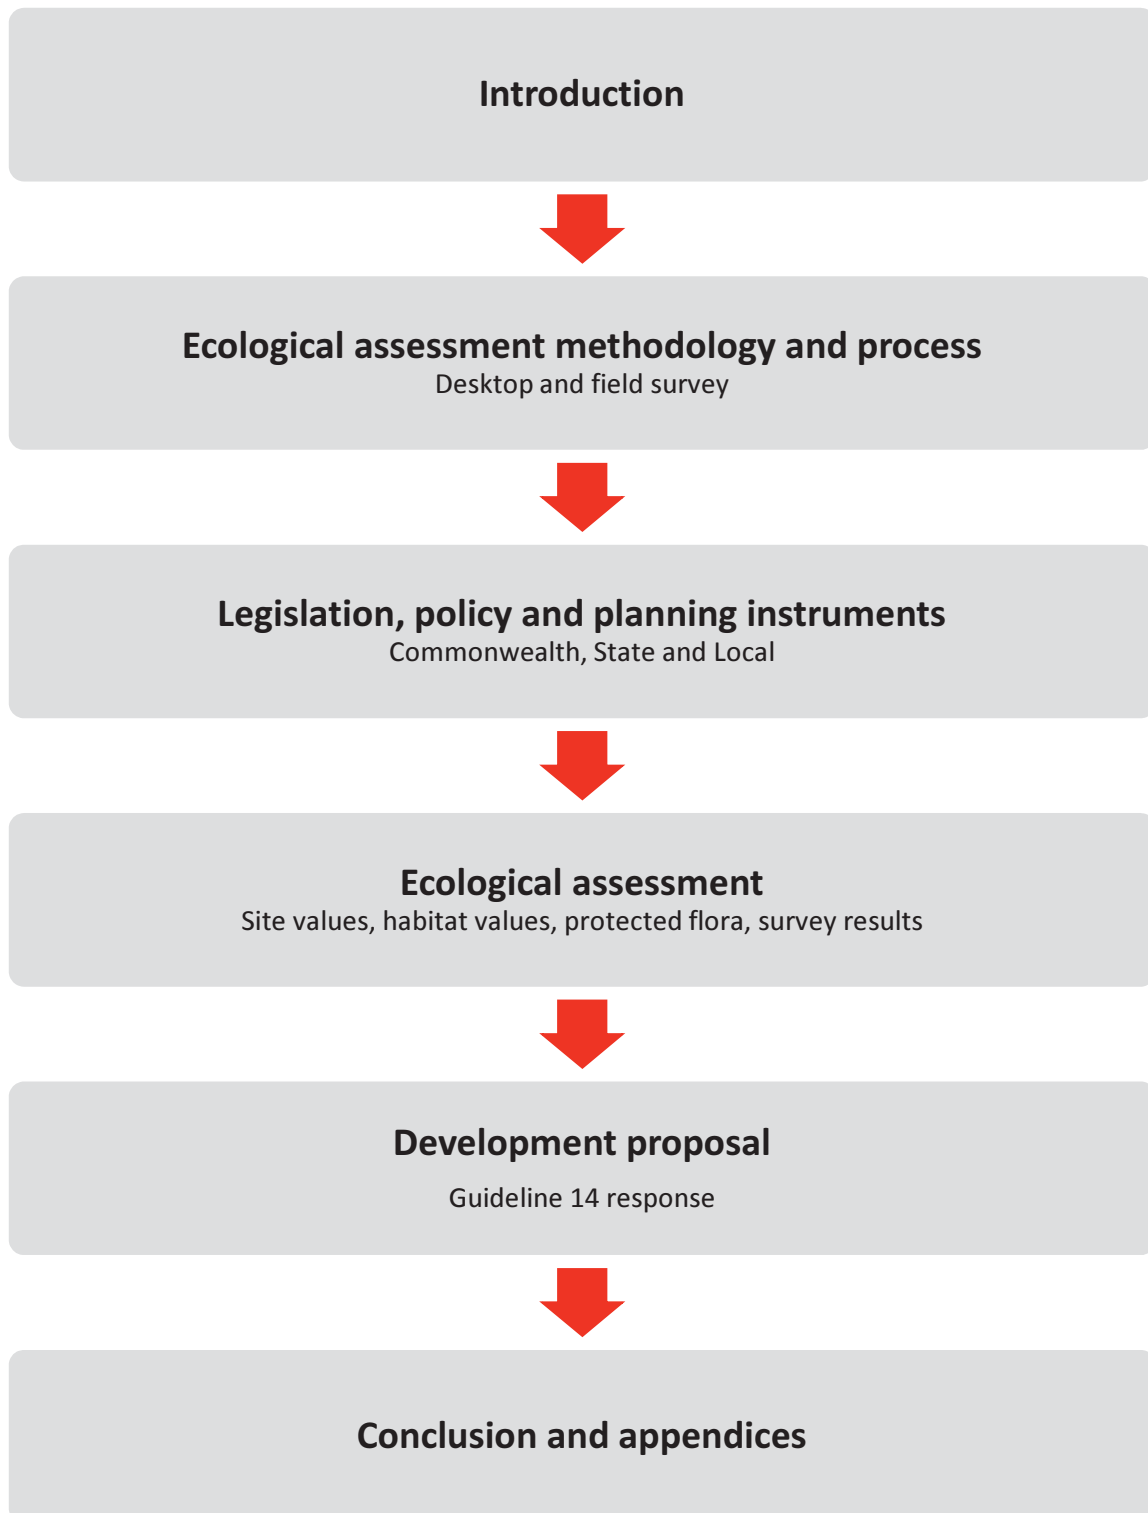 Introduction
Ecological assessment methodology and process
Desktop and field survey
Legislation, policy and planning instruments
Commonwealth, State and Local
Ecological assessment
Site values, habitat values, protected flora, survey results
Development proposal
Guideline 14 response
Conclusion and appendices